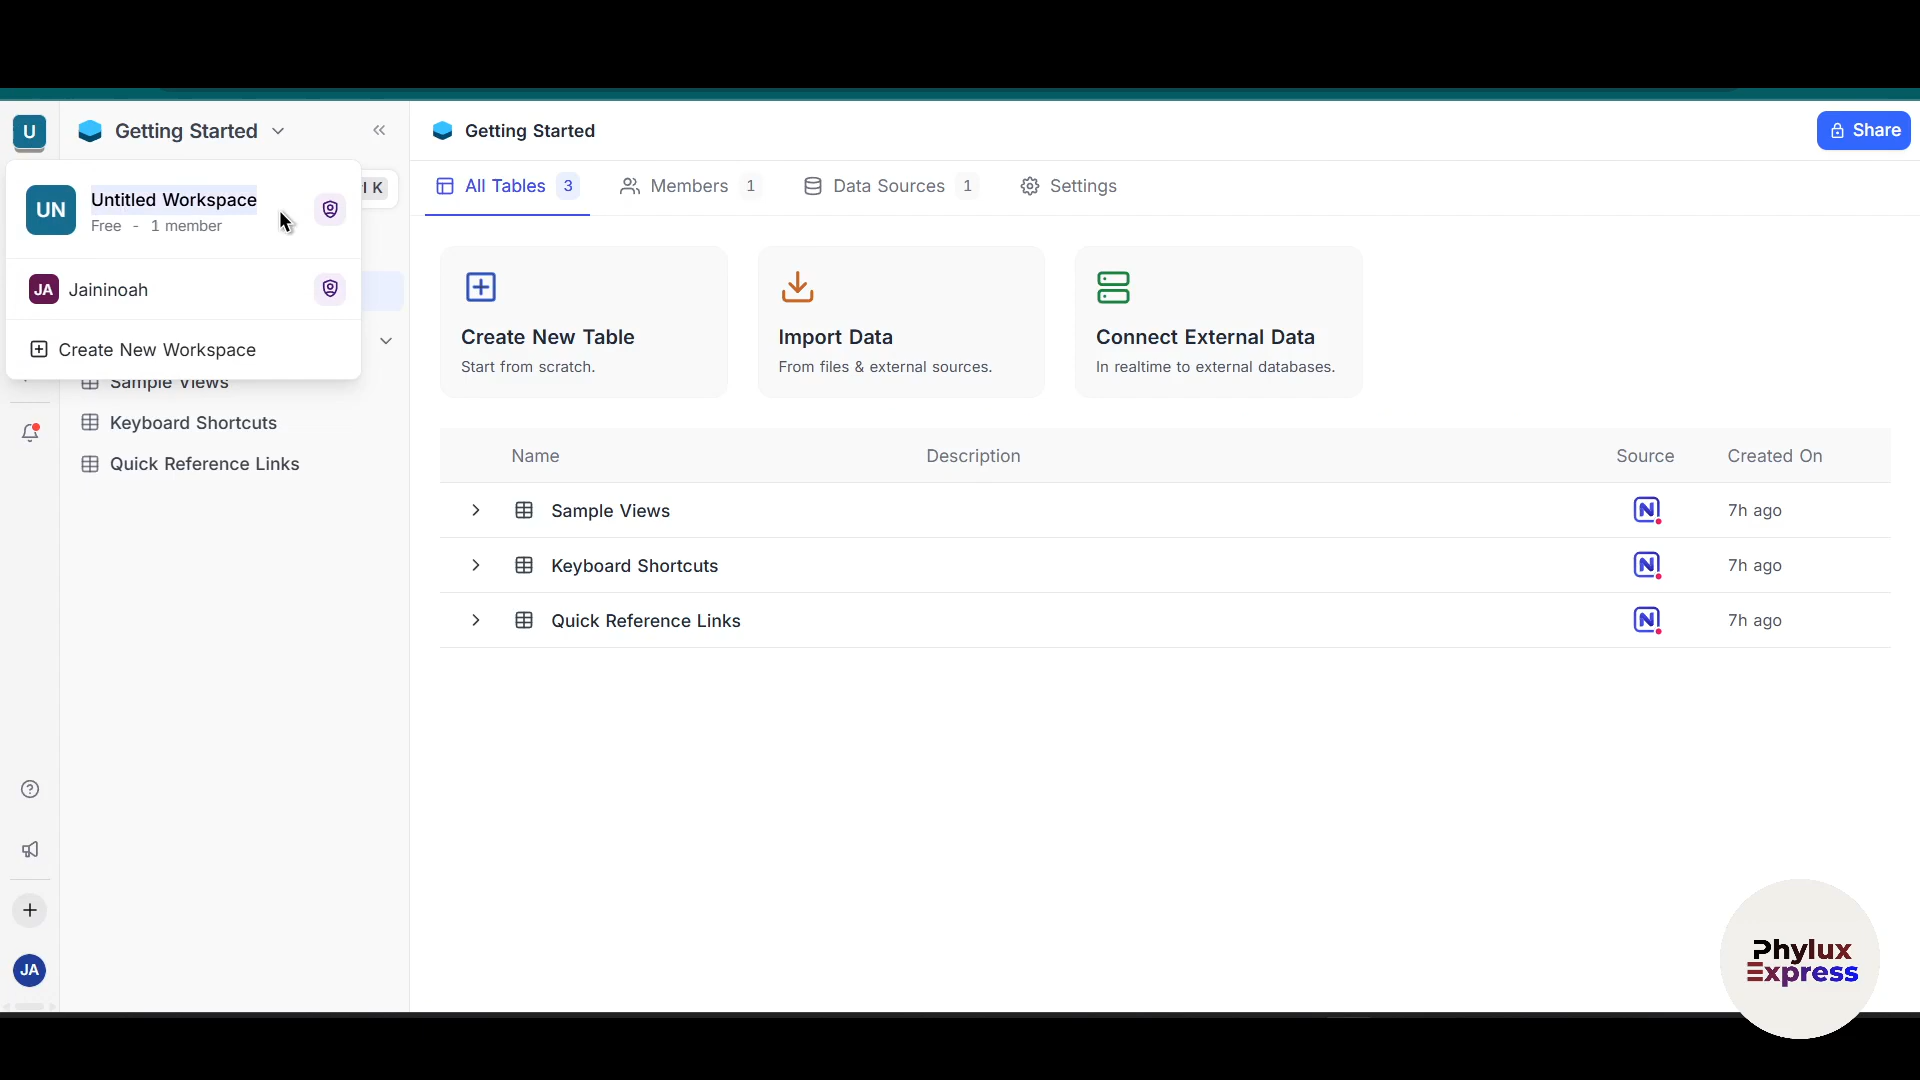 U
Getting Started
Getting Started
Share
UN
Untitled Workspace
Free - 1 member
K
All Tables 3
Members 1
Data Sources 1
Settings
JA
Jaininoah
Create New Workspace
Create New Table
Start from scratch.
Import Data
From files & external sources.
Connect External Data
In realtime to external databases.
Sample Views
Keyboard Shortcuts
Quick Reference Links
Name
Description
Source
Created On
Sample Views
N
7h ago
Keyboard Shortcuts
N
7h ago
Quick Reference Links
N
7h ago
JA
Phylux
Express